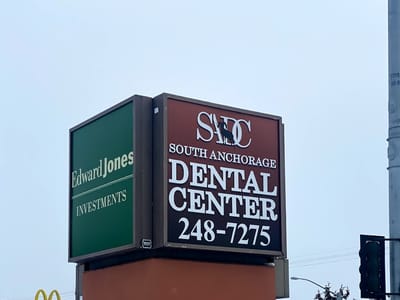 Edward Jones
INVESTMENTS
SADC
SOUTH ANCHORAGE
DENTAL
CENTER
248-7275